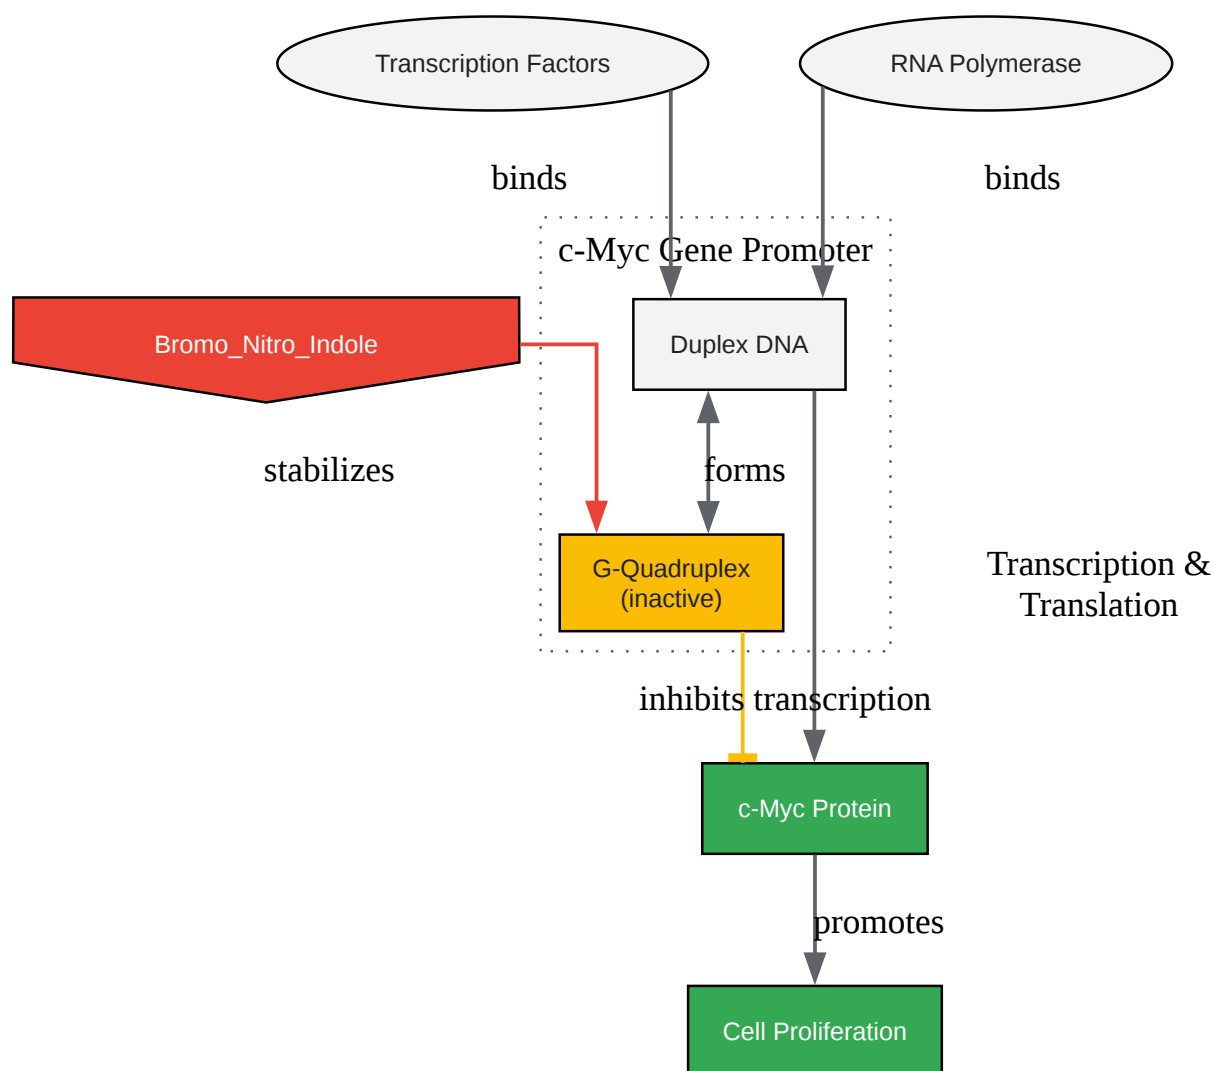 Transcription Factors
RNA Polymerase
binds
binds
c-Myc Gene Promoter
Bromo_Nitro_Indole
Duplex DNA
stabilizes
forms
G-Quadruplex
(inactive)
Transcription &
Translation
inhibits transcription
c-Myc Protein
promotes
Cell Proliferation